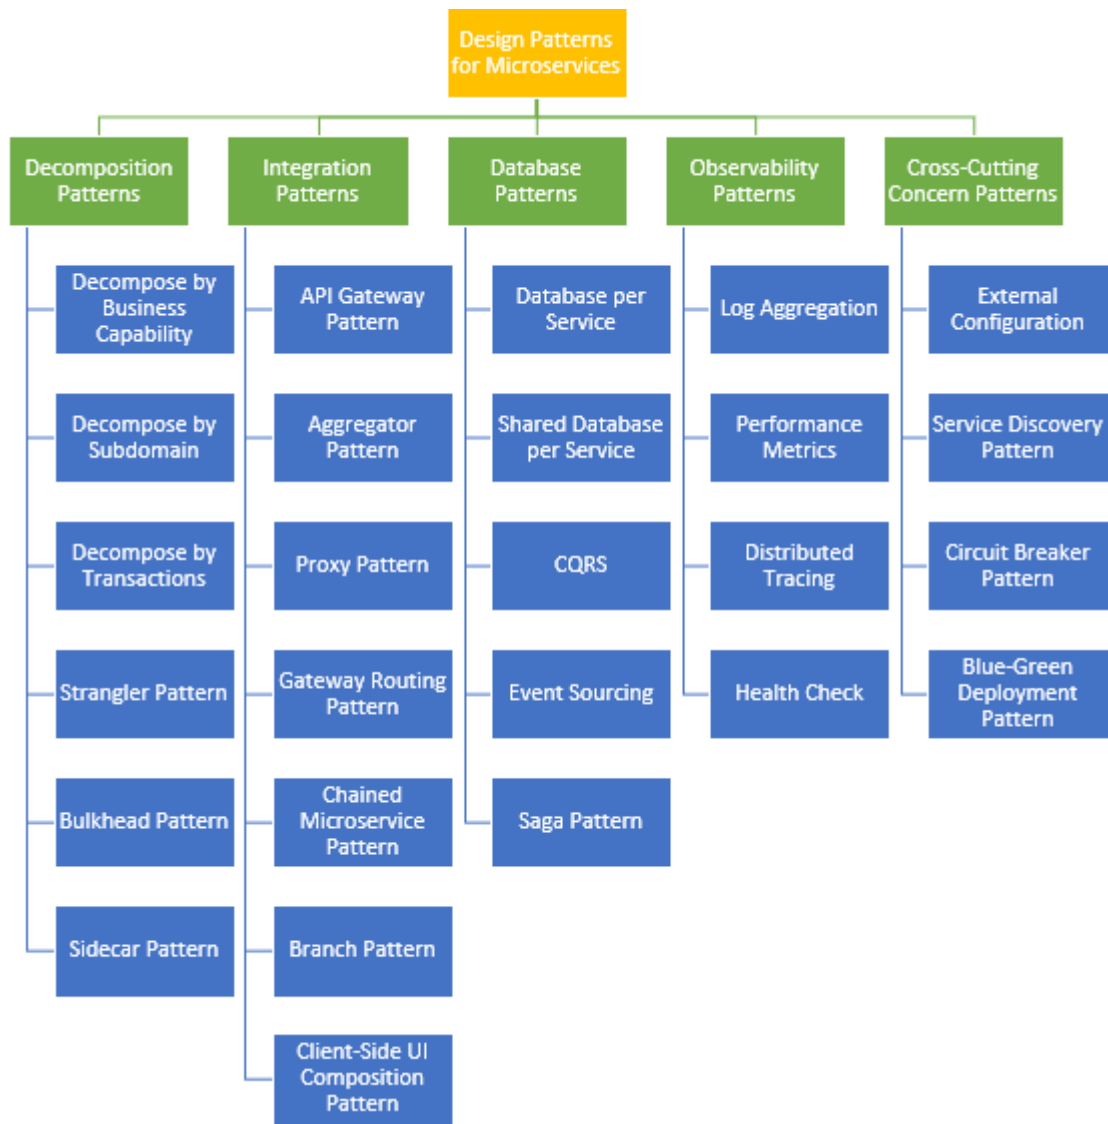 Design Patterns
for Microservices
Decomposition
Patterns
Integration
Patterns
Database
Patterns
Observability
Patterns
Cross-Cutting
Concern Patterns
Decompose by
Business
Capability
Decompose by
Subdomain
Decompose by
Transactions
Strangler Pattern
Bulkhead Pattern
Sidecar Pattern
API Gateway
Pattern
Aggregator
Pattern
Proxy Pattern
Gateway Routing
Pattern
Chained
Microservice
Pattern
Branch Pattern
Client-Side UI
Composition
Pattern
Database per
Service
Shared Database
per Service
CQRS
Event Sourcing
Saga Pattern
Log Aggregation
Performance
Metrics
Distributed
Tracing
Health Check
External
Configuration
Service Discovery
Pattern
Circuit Breaker
Pattern
Blue-Green
Deployment
Pattern